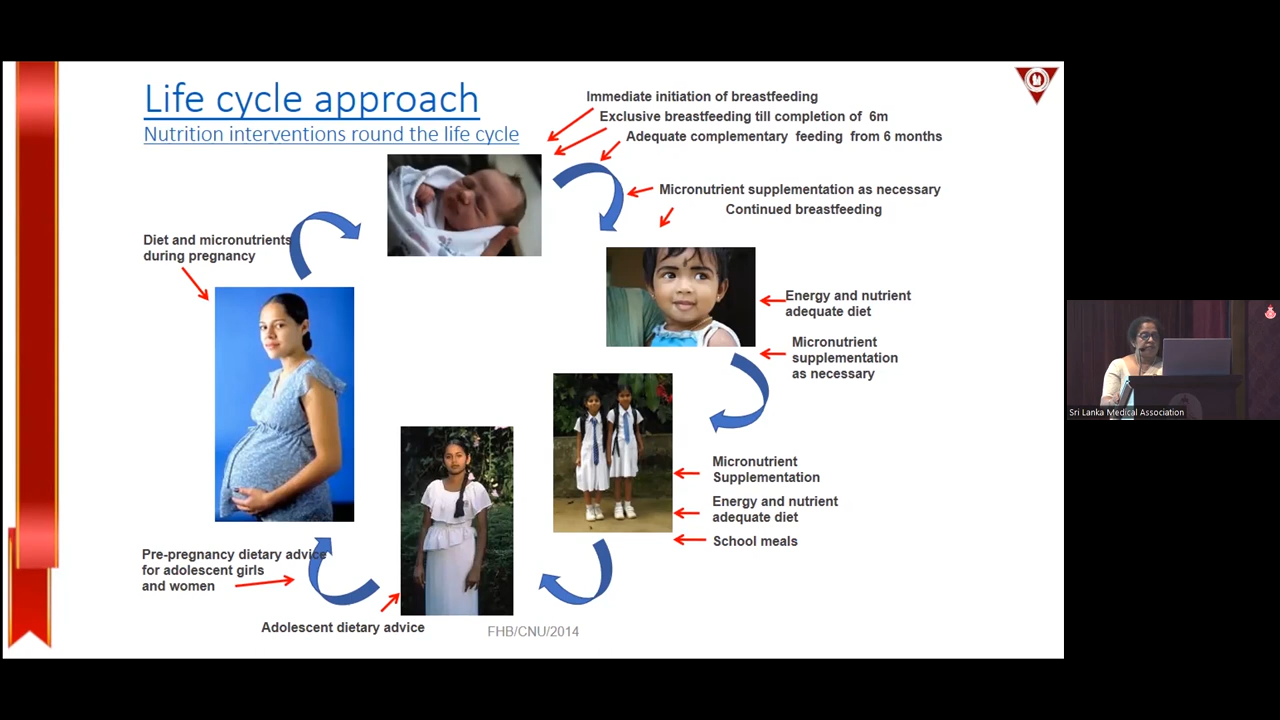 Life cycle approach
Nutrition interventions round the life cycle
Immediate initiation of breastfeeding
Exclusive breastfeeding till completion of 6m
Adequate complementary feeding from 6 months
Micronutrient supplementation as necessary
Continued breastfeeding
Diet and micronutrients
during pregnancy
Energy and nutrient
adequate diet
Micronutrient
supplementation
as necessary
Micronutrient
Supplementation
Energy and nutrient
adequate diet
School meals
Pre-pregnancy dietary advice
for adolescent girls
and women
Adolescent dietary advice
FHB/CNU/2014
Sri Lanka Medical Association